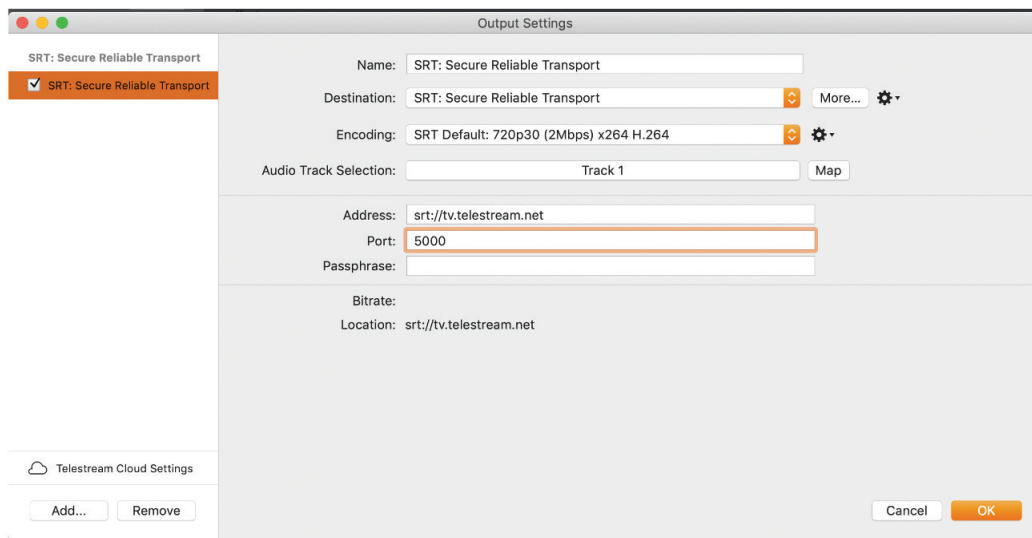 Output Settings
SRT: Secure Reliable Transport
SRT: Secure Reliable Transport
Name: SRT: Secure Reliable Transport
Destination: SRT: Secure Reliable Transport More...
Encoding: SRT Default: 720p30 (2Mbps) x264 H.264
Audio Track Selection: Track 1 Map
Address: srt://tv.telestream.net
Port: 5000
Passphrase:
Bitrate:
Location: srt://tv.telestream.net
Telestream Cloud Settings
Add... Remove
Cancel OK